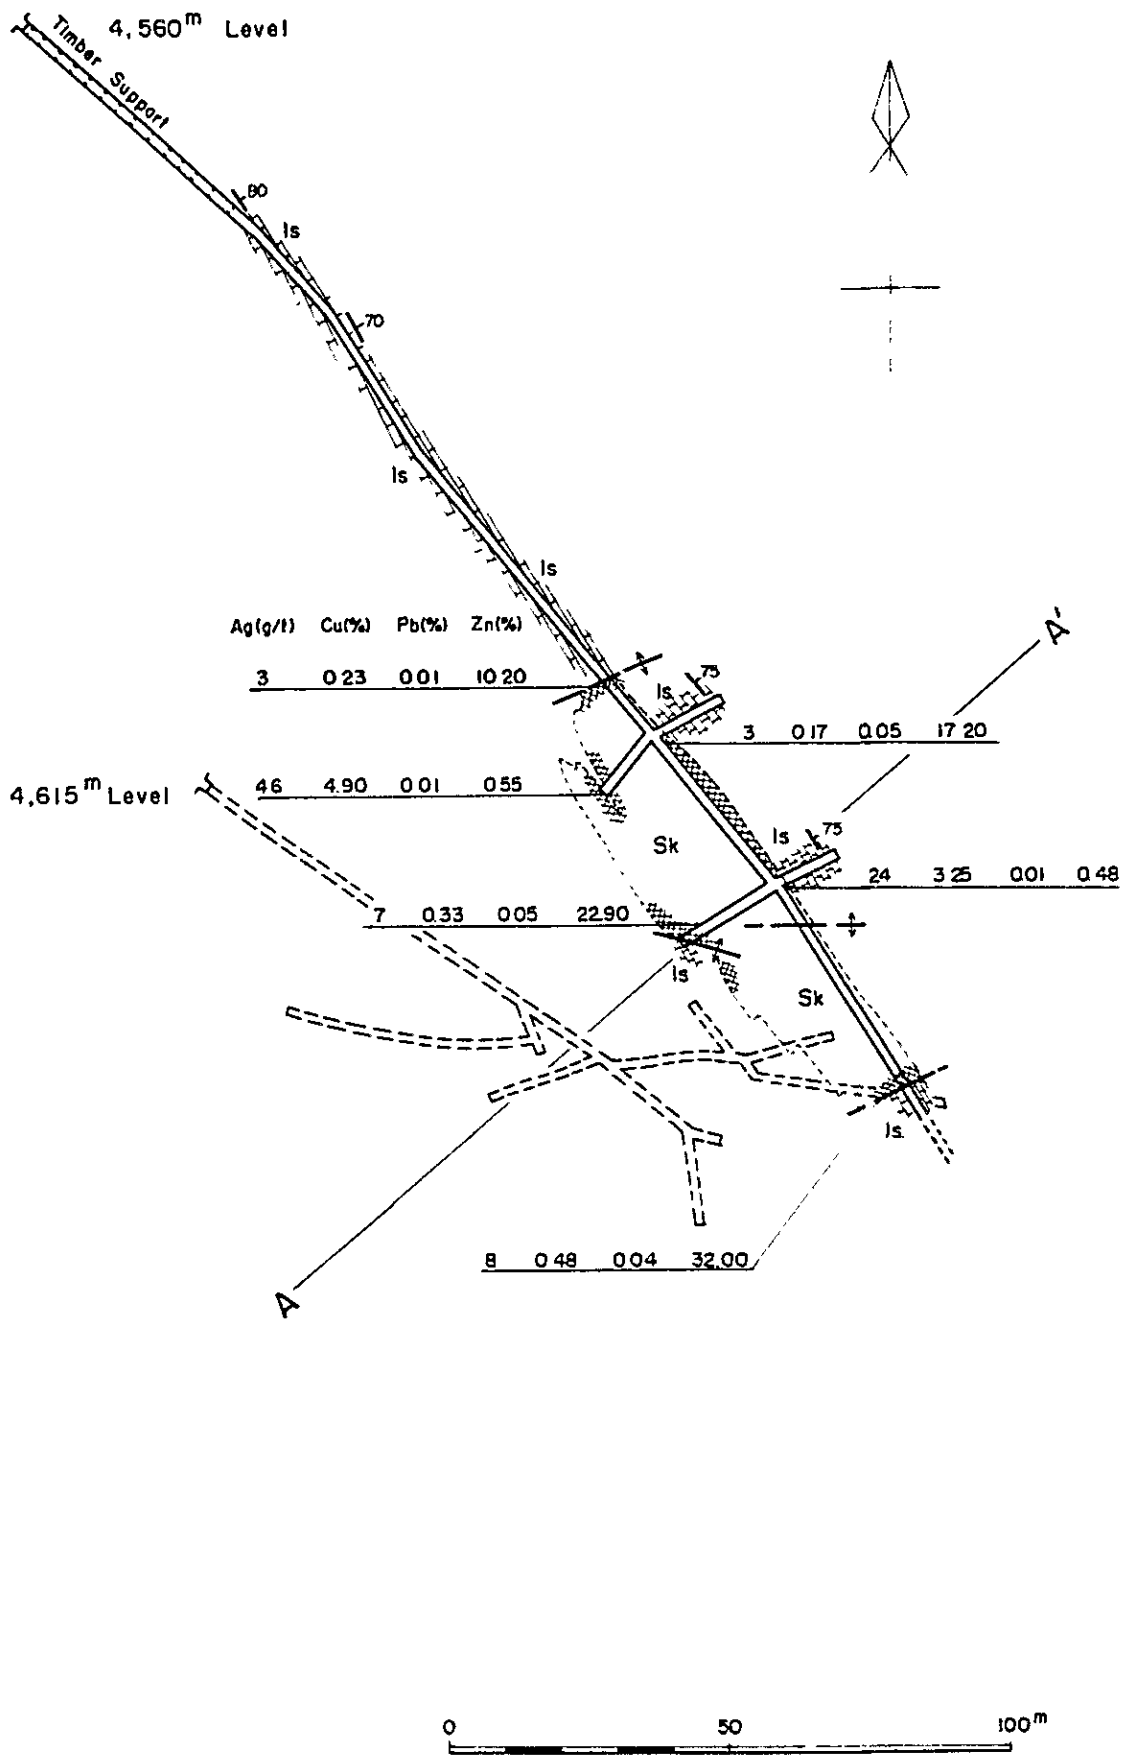 4,560m Level
Timber Support
80
ls
70
ls
ls
Ag(g/t) Cu(%) Pb(%) Zn(%)
A'
3 0.23 0.01 10.20
ls 75
3 0.17 0.05 17.20
4,615m Level
46 4.90 0.01 0.55
Sk
ls 75
24 3.25 0.01 0.48
7 0.33 0.05 22.90
ls
Sk
ls
8 0.48 0.04 32.00
A
0 50 100m